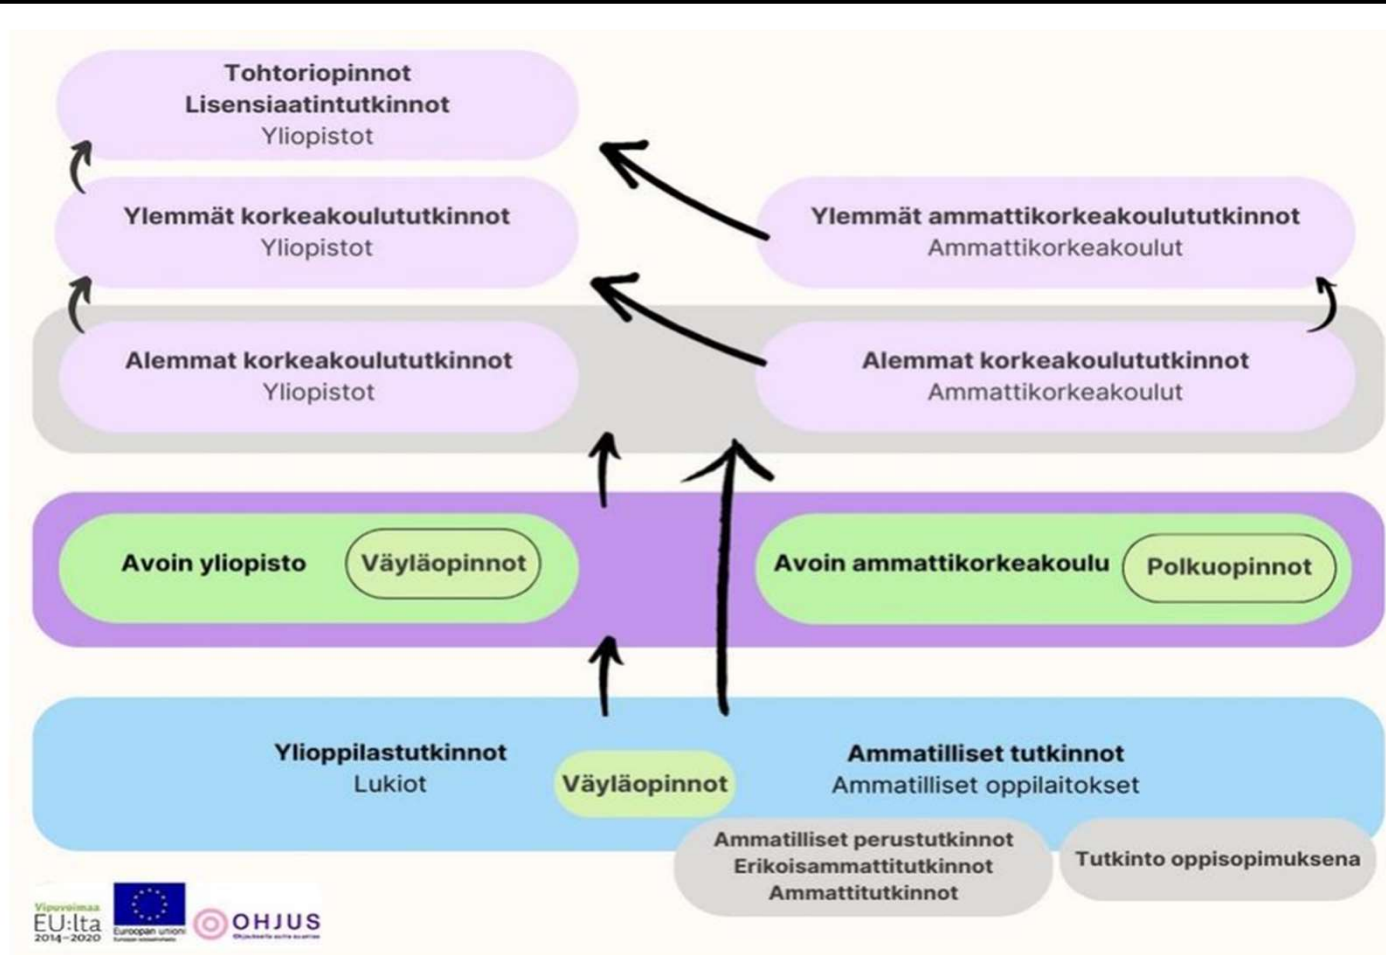 Tohtoriopinnot
Lisensiaatintutkinnot
Yliopistot
Ylemmät korkeakoulututkinnot
Yliopistot
Ylemmät ammattikorkeakoulututkinnot
Ammattikorkeakoulut
Alemmat korkeakoulututkinnot
Yliopistot
Alemmat korkeakoulututkinnot
Ammattikorkeakoulut
Avoin yliopisto
Väyläopinnot
Avoin ammattikorkeakoulu
Polkuopinnot
Ylioppilastutkinnot
Lukiot
Väyläopinnot
Ammatilliset tutkinnot
Ammatilliset oppilaitokset
Ammatilliset perustutkinnot
Erikoisammattitutkinnot
Ammattitutkinnot
Tutkinto oppisopimuksena
Vipuvoimaa
EU:lta
2014–2020
Euroopan unioni
OHJUS